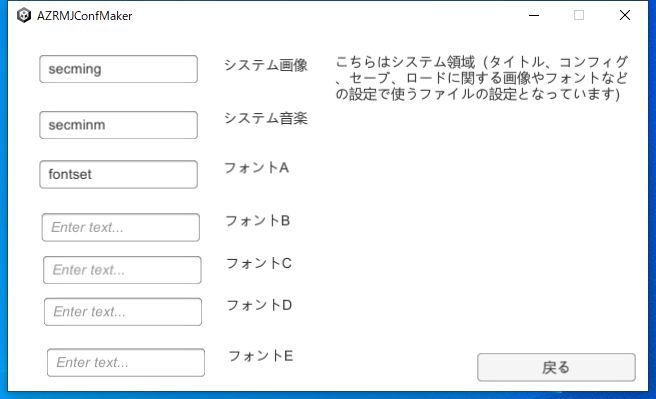 AZRMJConfMaker
secming
システム画像
こちらはシステム領域（タイトル、コンフィグ
、セーブ、ロードに関する画像やフォントなど
の設定で使うファイルの設定となっています）
secminm
システム音楽
fontset
フォントA
Enter text...
フォントB
Enter text...
フォントC
Enter text...
フォントD
Enter text...
フォントE
戻る